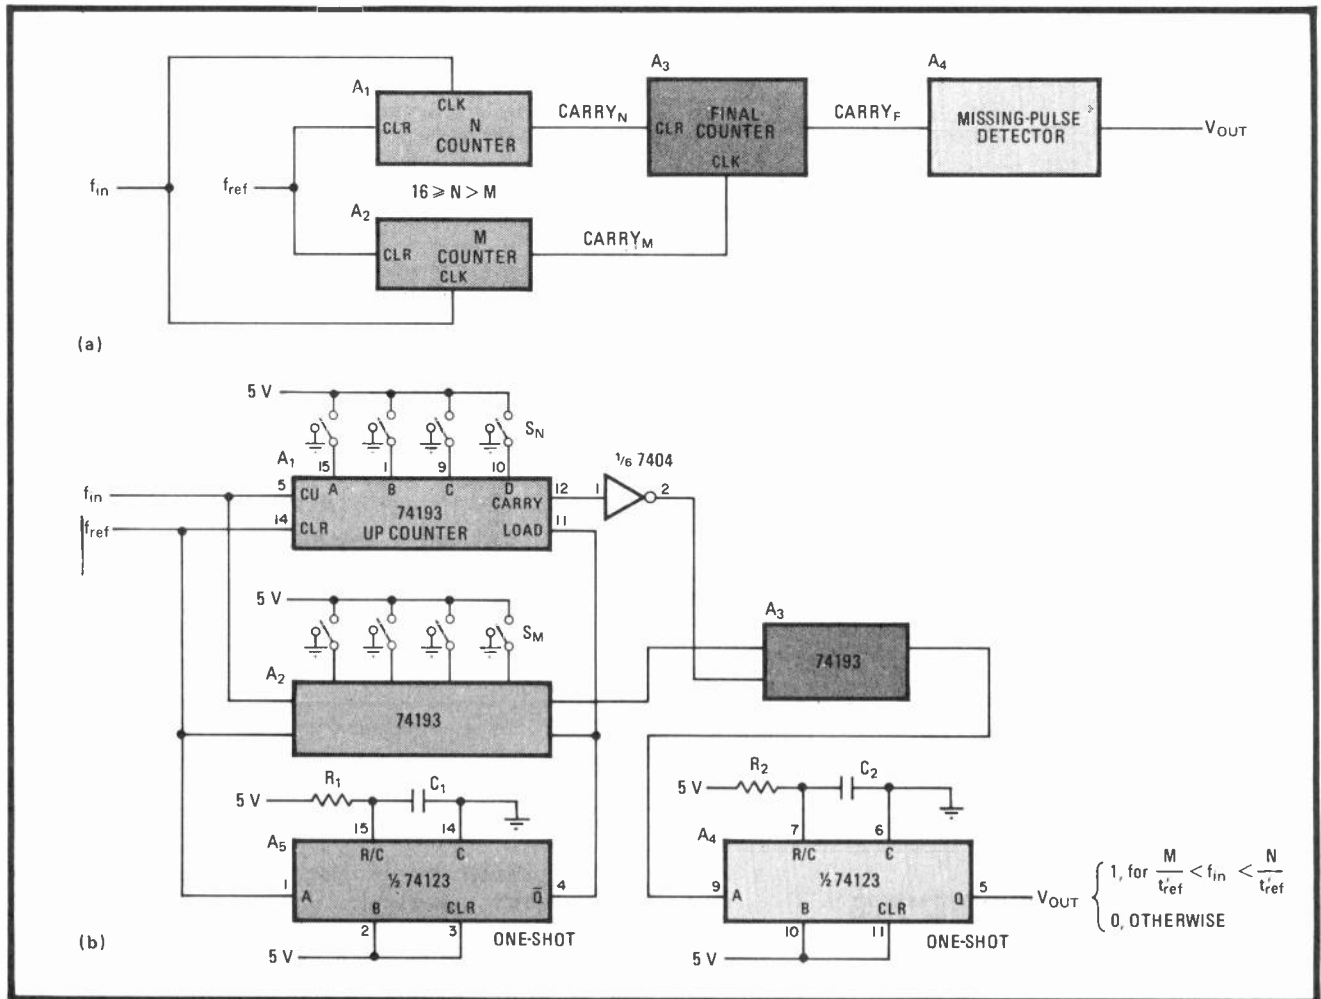 A1
CLK
CLR
N
COUNTER
CARRYN
A3
CLR
FINAL
COUNTER
CLK
CARRYF
A4
MISSING-PULSE
DETECTOR
VOUT
fin
fref
16 ⩾ N > M
A2
CLR
M
COUNTER
CLK
CARRYM
(a)
5 V
SN
A1
15
1
9
10
1/6 7404
fin
5
CU
A
B
C
D
CARRY
12
1
2
fref
14
CLR
74193
UP COUNTER
LOAD
11
5 V
SM
A2
74193
A3
74193
5 V
R1
C1
15
14
A5
R/C
C
1
A
½ 74123
Q̅
4
B
CLR
2
3
ONE-SHOT
5 V
5 V
R2
C2
7
6
A4
R/C
C
9
A
½ 74123
Q
5
B
CLR
10
11
ONE-SHOT
5 V
VOUT { 1, for M/t'ref < fin < N/t'ref
0, OTHERWISE
(b)